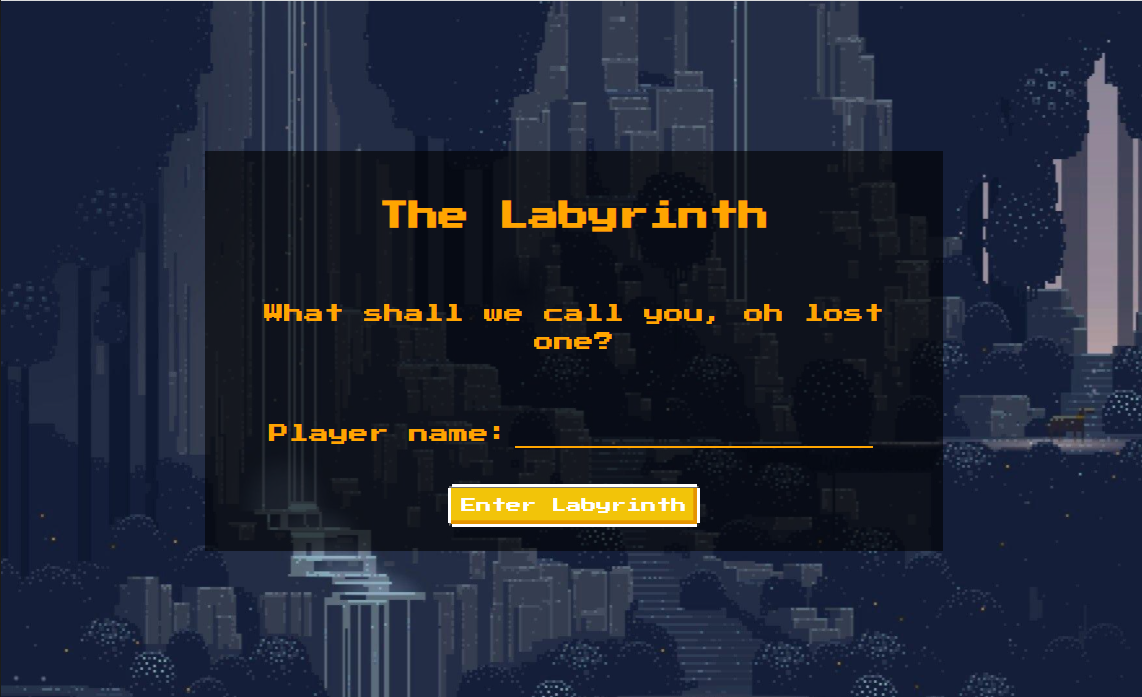 The Labyrinth
What shall we call you, oh lost
one?
Player name:
Enter Labyrinth